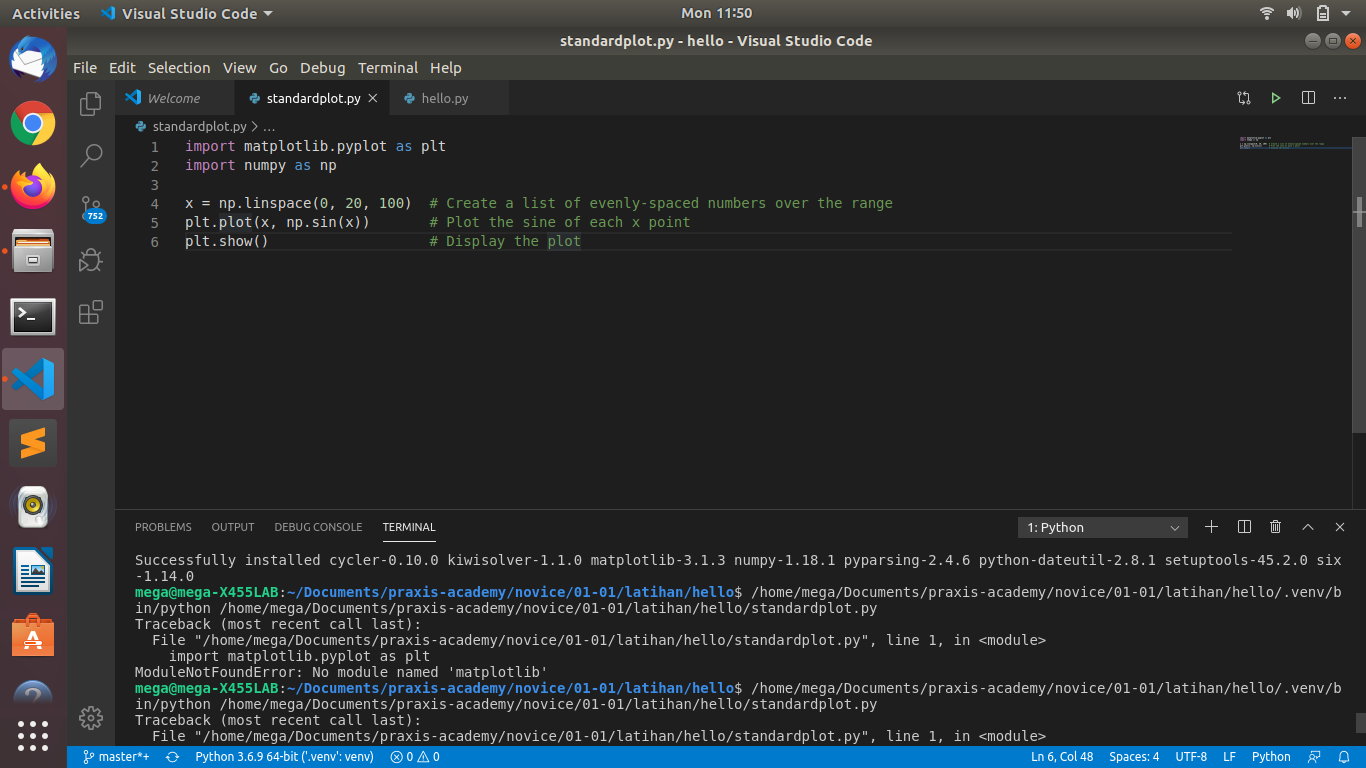 Activities Visual Studio Code Mon 11:50
standardplot.py - hello - Visual Studio Code
File Edit Selection View Go Debug Terminal Help
Welcome standardplot.py hello.py
standardplot.py > ...
1 import matplotlib.pyplot as plt
2 import numpy as np
3
4 x = np.linspace(0, 20, 100)  # Create a list of evenly-spaced numbers over the range
5 plt.plot(x, np.sin(x))       # Plot the sine of each x point
6 plt.show()                   # Display the plot
752
PROBLEMS OUTPUT DEBUG CONSOLE TERMINAL 1: Python
Successfully installed cycler-0.10.0 kiwisolver-1.1.0 matplotlib-3.1.3 numpy-1.18.1 pyparsing-2.4.6 python-dateutil-2.8.1 setuptools-45.2.0 six
-1.14.0
mega@mega-X455LAB:~/Documents/praxis-academy/novice/01-01/latihan/hello$ /home/mega/Documents/praxis-academy/novice/01-01/latihan/hello/.venv/b
in/python /home/mega/Documents/praxis-academy/novice/01-01/latihan/hello/standardplot.py
Traceback (most recent call last):
  File "/home/mega/Documents/praxis-academy/novice/01-01/latihan/hello/standardplot.py", line 1, in <module>
    import matplotlib.pyplot as plt
ModuleNotFoundError: No module named 'matplotlib'
mega@mega-X455LAB:~/Documents/praxis-academy/novice/01-01/latihan/hello$ /home/mega/Documents/praxis-academy/novice/01-01/latihan/hello/.venv/b
in/python /home/mega/Documents/praxis-academy/novice/01-01/latihan/hello/standardplot.py
Traceback (most recent call last):
  File "/home/mega/Documents/praxis-academy/novice/01-01/latihan/hello/standardplot.py", line 1, in <module>
master*+ Python 3.6.9 64-bit ('.venv': venv) 0 0 Ln 6, Col 48 Spaces: 4 UTF-8 LF Python